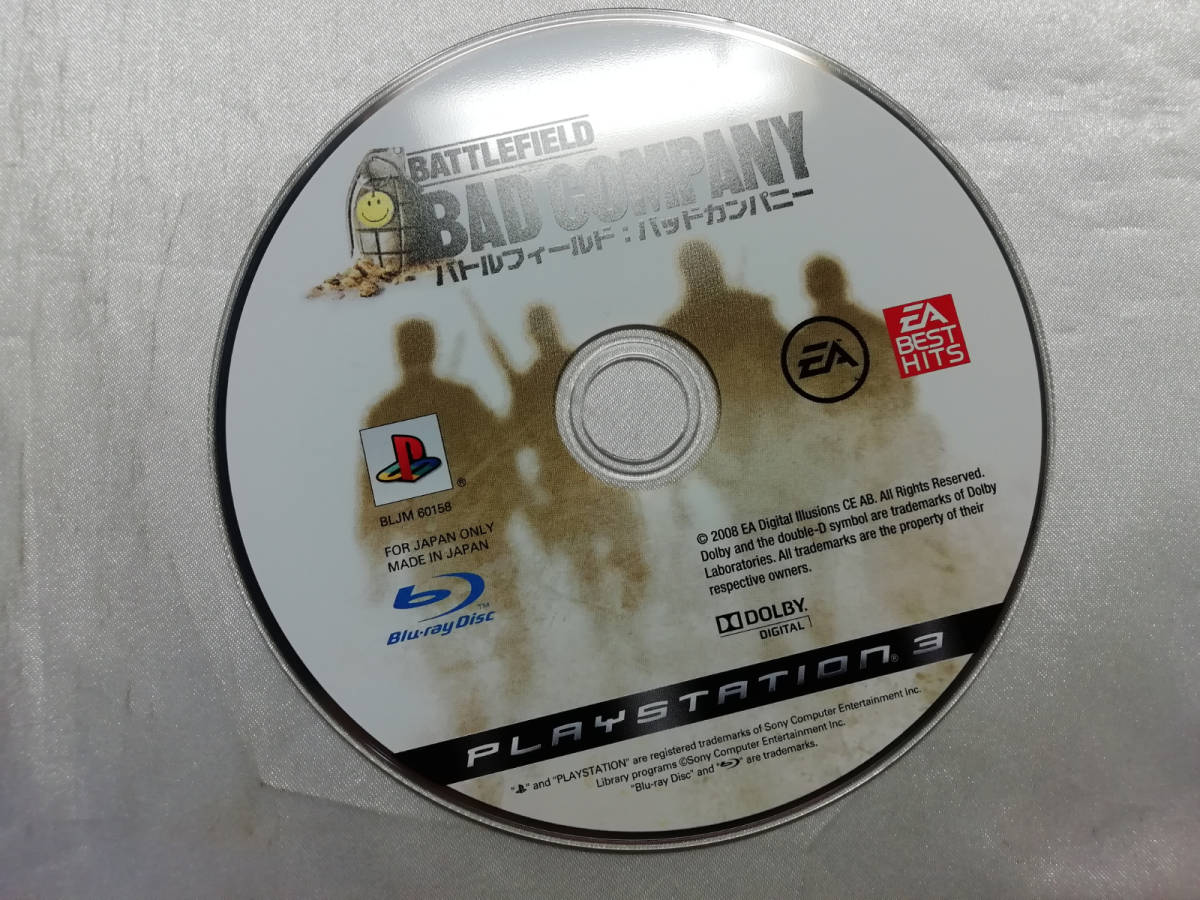 BATTLEFIELD
BAD COMPANY
バトルフィールド：バッドカンパニー
EA
EA
BEST
HITS
®
BLJM 60158
FOR JAPAN ONLY
MADE IN JAPAN
Blu-ray Disc™
© 2008 EA Digital Illusions CE AB. All Rights Reserved.
Dolby and the double-D symbol are trademarks of Dolby
Laboratories. All trademarks are the property of their
respective owners.
DOLBY.
DIGITAL
PLAYSTATION® 3
" " and "PLAYSTATION" are registered trademarks of Sony Computer Entertainment Inc.
Library programs ©Sony Computer Entertainment Inc.
"Blu-ray Disc" and " " are trademarks.